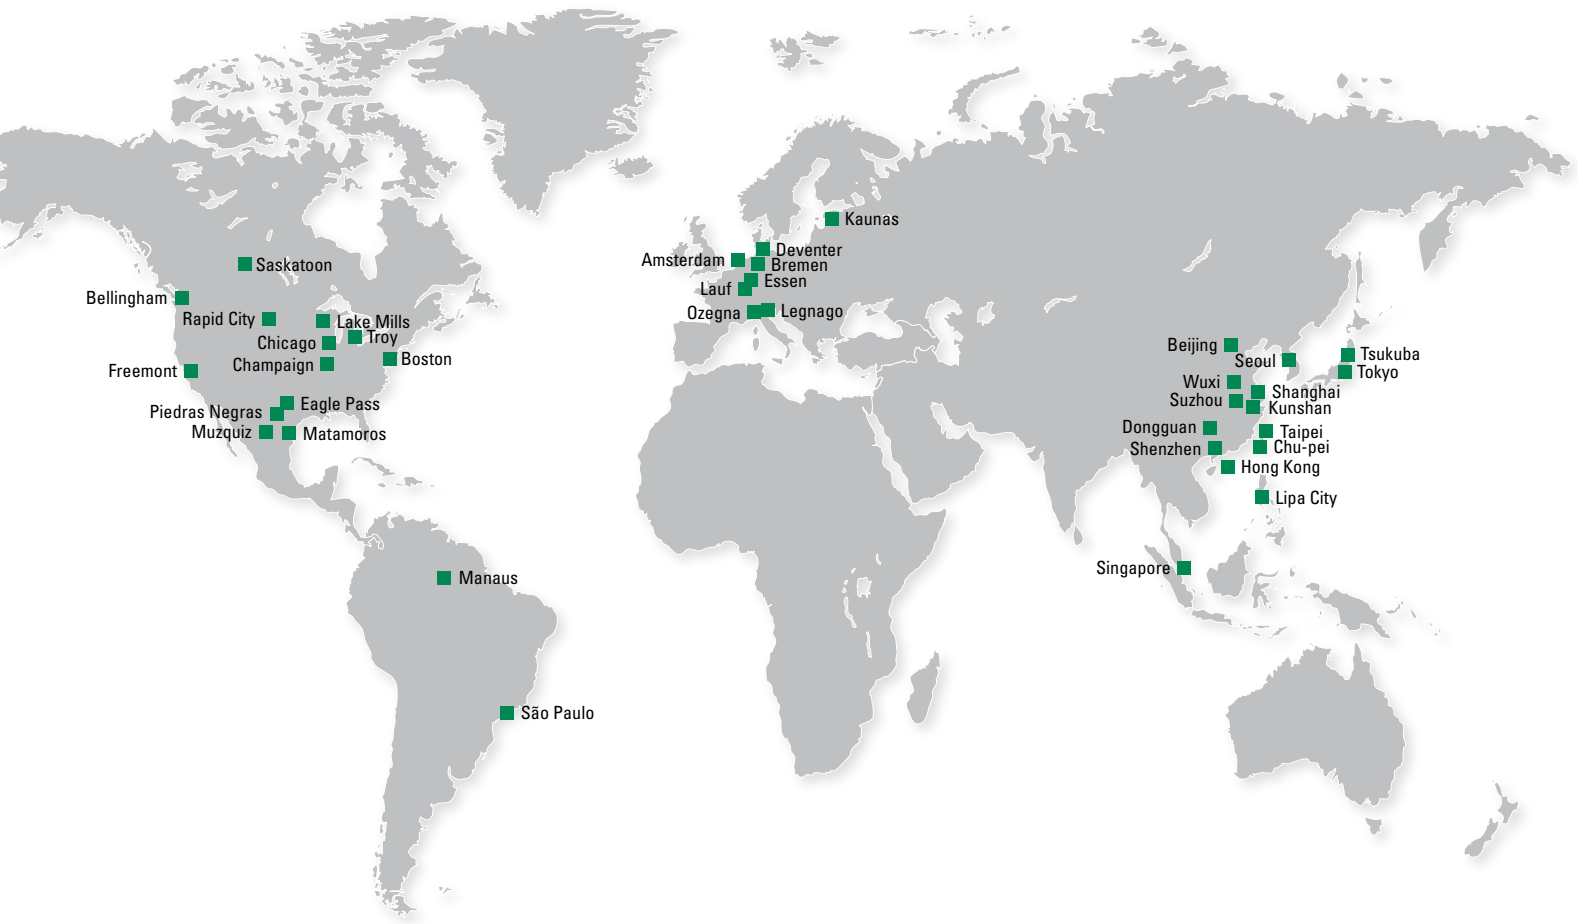 Kaunas
Deventer
Amsterdam
Bremen
Saskatoon
Essen
Lauf
Bellingham
Legnago
Ozegna
Rapid City
Lake Mills
Troy
Chicago
Beijing
Tsukuba
Boston
Seoul
Champaign
Freemont
Tokyo
Wuxi
Shanghai
Suzhou
Eagle Pass
Kunshan
Piedras Negras
Dongguan
Taipei
Muzquiz
Matamoros
Chu-pei
Shenzhen
Hong Kong
Lipa City
Singapore
Manaus
São Paulo